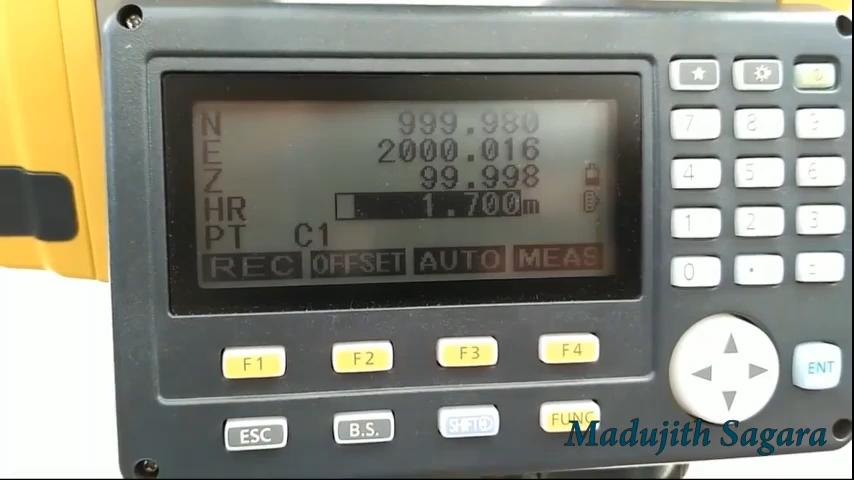 N 999.980
E 2000.016
Z 99.998
HR 1.700m
PT C1
REC OFFSET AUTO MEAS
7 8 9
4 5 6
1 2 3
0 .
F1 F2 F3 F4
ENT
ESC B.S. SHIFT FUNC
Madujith Sagara